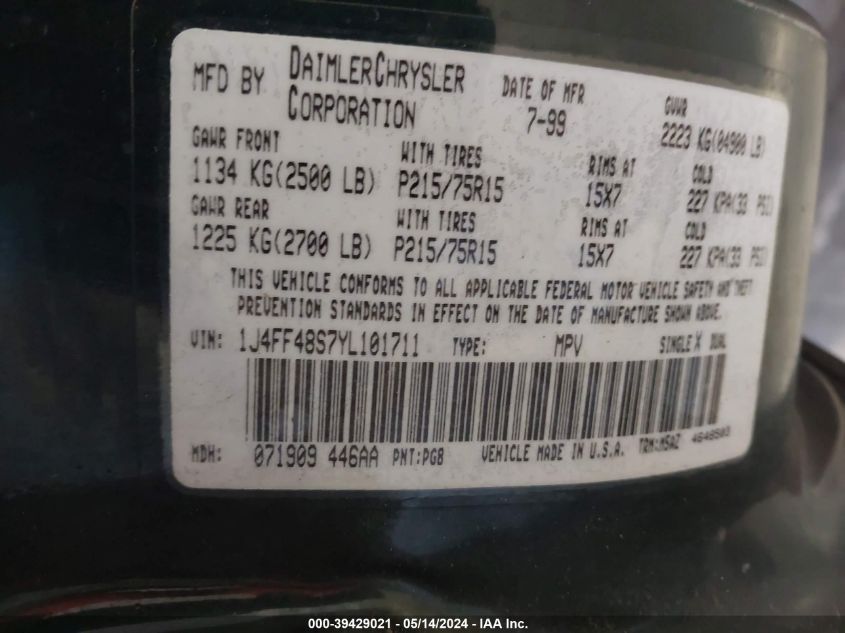 MFD BY DAIMLERCHRYSLER CORPORATION DATE OF MFR 7-99 GVWR 2223 KG(04900 LB)
GAWR FRONT WITH TIRES RIMS AT COLD
1134 KG(2500 LB) P215/75R15 15X7 227 KPA(33 PSI)
GAWR REAR WITH TIRES RIMS AT COLD
1225 KG(2700 LB) P215/75R15 15X7 227 KPA(33 PSI)
THIS VEHICLE CONFORMS TO ALL APPLICABLE FEDERAL MOTOR VEHICLE SAFETY AND THEFT
PREVENTION STANDARDS IN EFFECT ON THE DATE OF MANUFACTURE SHOWN ABOVE.
VIN: 1J4FF48S7YL101711 TYPE: MPV SINGLE X DUAL
MDH: 071909 446AA PNT:PG8 VEHICLE MADE IN U.S.A. TRM:M5AZ 4648503
000-39429021 - 05/14/2024 - IAA Inc.